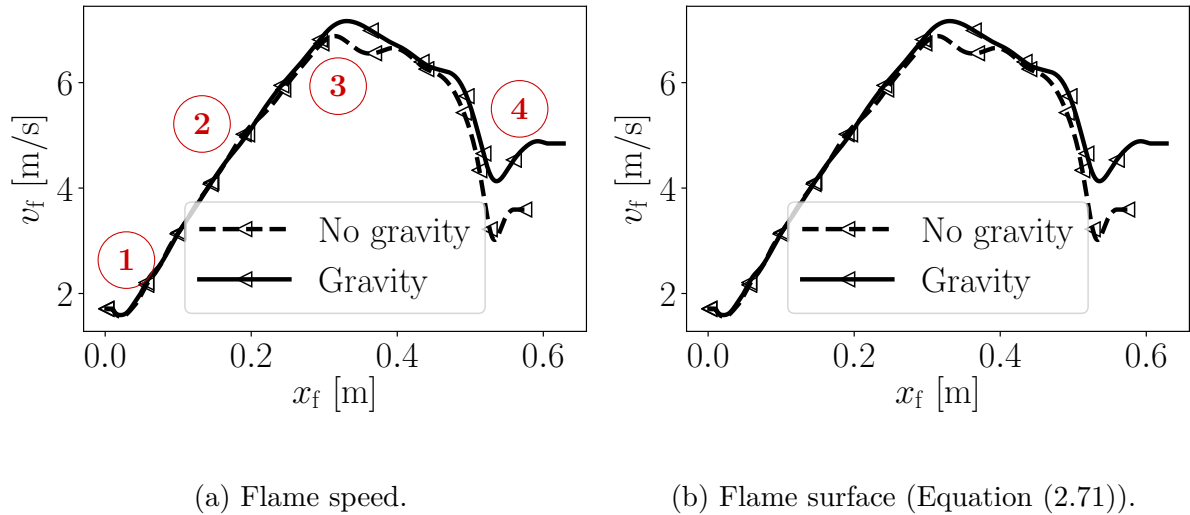 6
4
2
v_f [m/s]
1
2
3
4
No gravity
Gravity
0.0 0.2 0.4 0.6
x_f [m]
(a) Flame speed.
6
4
2
v_f [m/s]
No gravity
Gravity
0.0 0.2 0.4 0.6
x_f [m]
(b) Flame surface (Equation (2.71)).